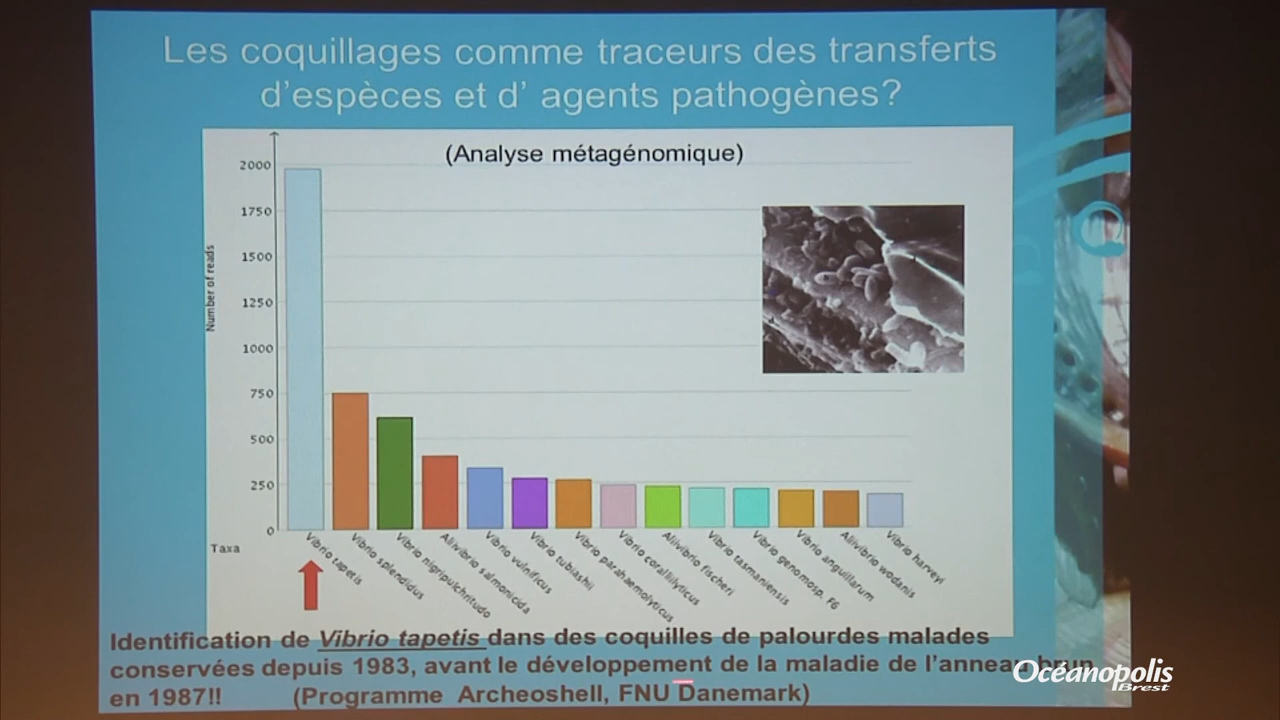 Les coquillages comme traceurs des transferts
d'espèces et d' agents pathogènes?
(Analyse métagénomique)
Number of reads
2000
1750
1500
1250
1000
750
500
250
0
Taxa
Vibrio tapetis
Vibrio splendidus
Vibrio nigripulchritudo
Aliivibrio salmonicida
Vibrio vulnificus
Vibrio tubiashii
Vibrio parahaemolyticus
Vibrio coralliilyticus
Aliivibrio fischeri
Vibrio tasmaniensis
Vibrio genomosp. F6
Vibrio anguillarum
Aliivibrio wodanis
Vibrio harveyi
Identification de Vibrio tapetis dans des coquilles de palourdes malades
conservées depuis 1983, avant le développement de la maladie de l'anneau
en 1987!! (Programme Archeoshell, FNU Danemark)
Océanopolis
Brest